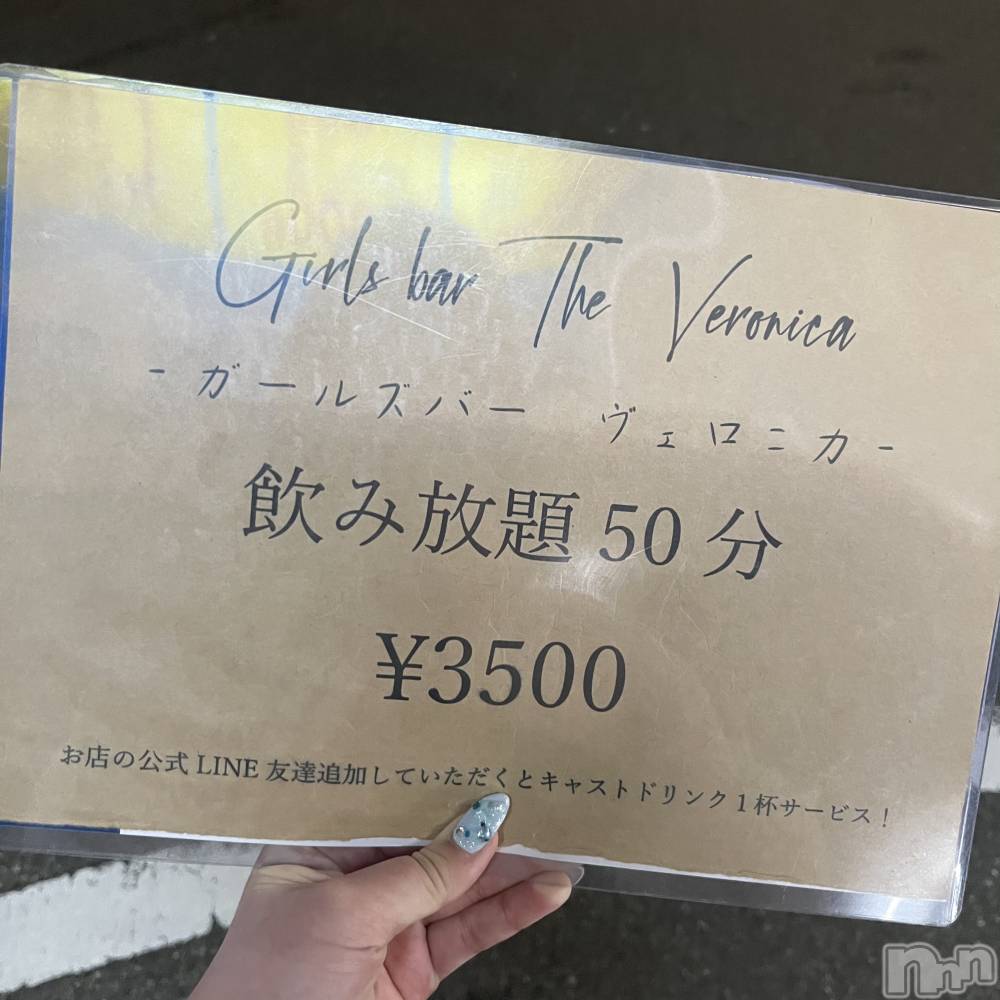 Girls bar The Veronica
- ガールズバー ヴェロニカ -
飲み放題 50 分
¥3500
お店の公式 LINE 友達追加していただくとキャストドリンク 1 杯サービス！
nnn